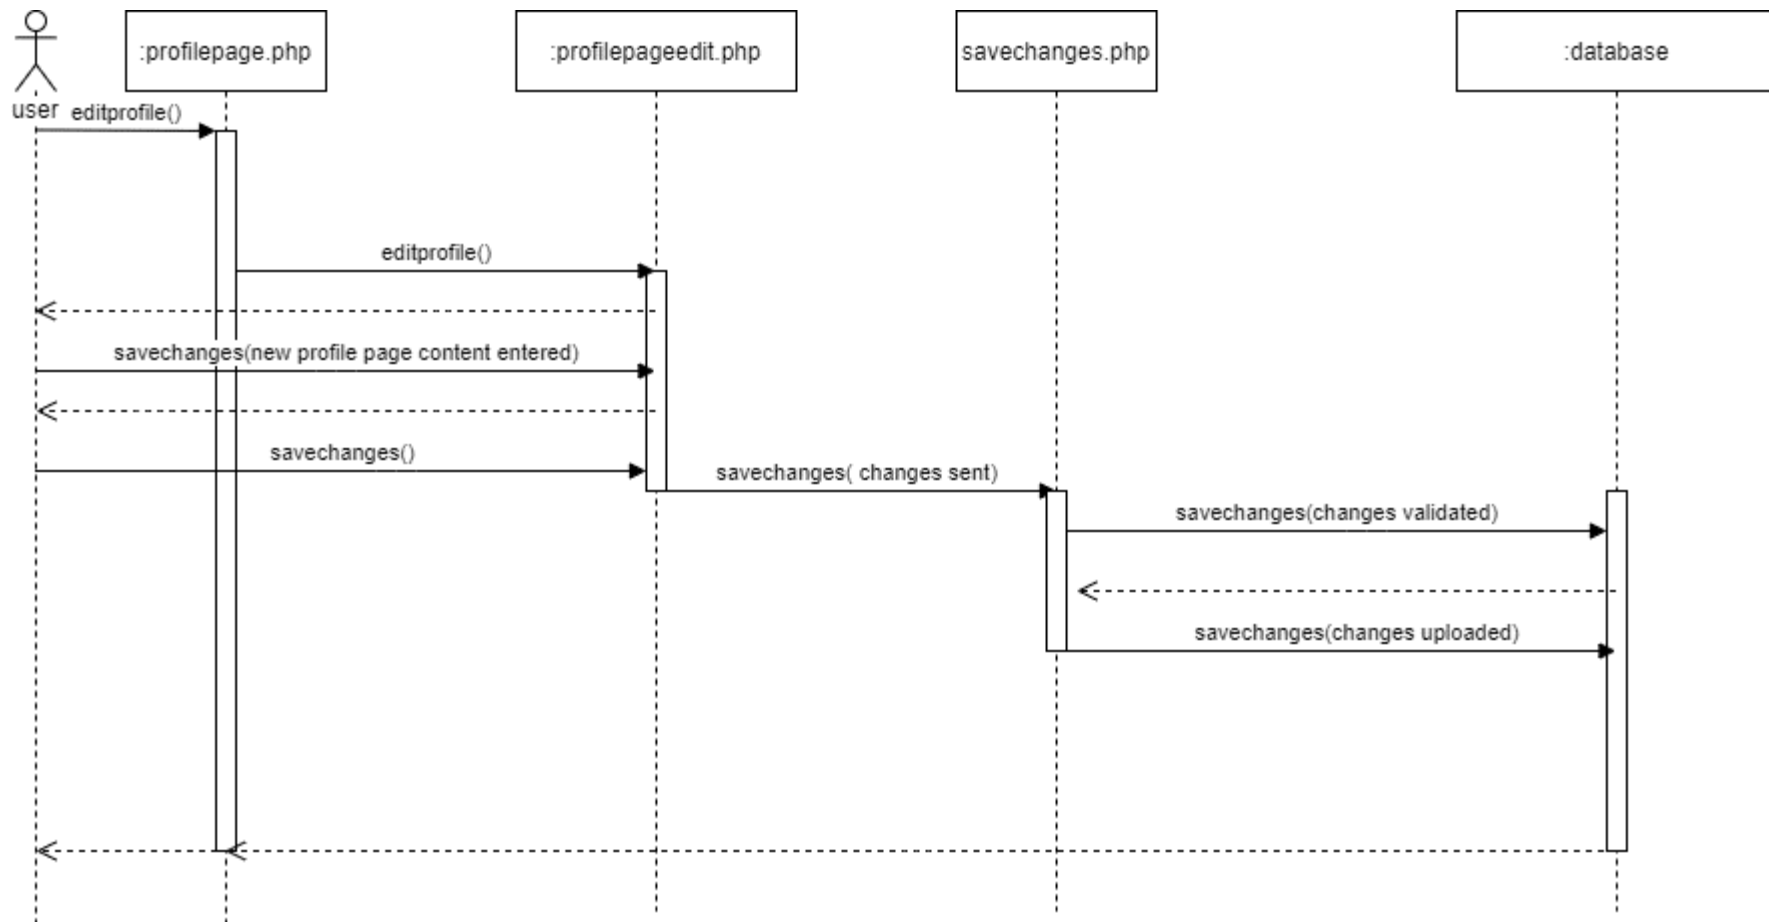 :profilepage.php
:profilepageedit.php
savechanges.php
:database
user
editprofile()
editprofile()
savechanges(new profile page content entered)
savechanges()
savechanges( changes sent)
savechanges(changes validated)
savechanges(changes uploaded)